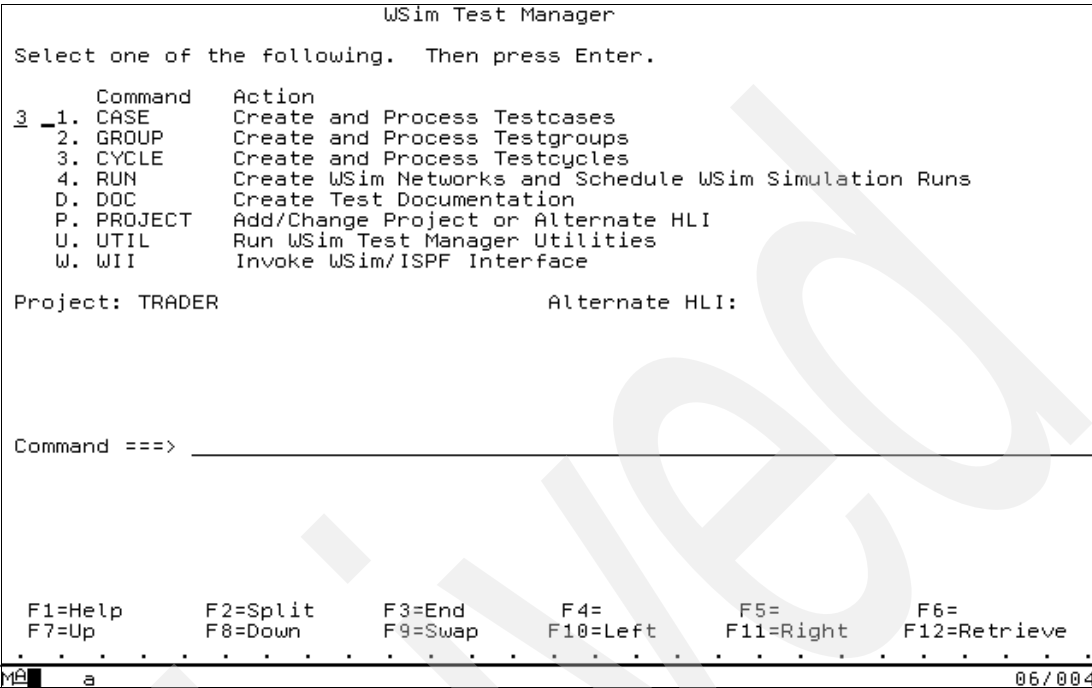 WSim Test Manager
Select one of the following. Then press Enter.
Command Action
3 _1. CASE Create and Process Testcases
2. GROUP Create and Process Testgroups
3. CYCLE Create and Process Testcycles
4. RUN Create WSim Networks and Schedule WSim Simulation Runs
D. DOC Create Test Documentation
P. PROJECT Add/Change Project or Alternate HLI
U. UTIL Run WSim Test Manager Utilities
W. WII Invoke WSim/ISPF Interface
Project: TRADER Alternate HLI:
Command ===>
F1=Help F2=Split F3=End F4= F5= F6=
F7=Up F8=Down F9=Swap F10=Left F11=Right F12=Retrieve
MA a 06/004